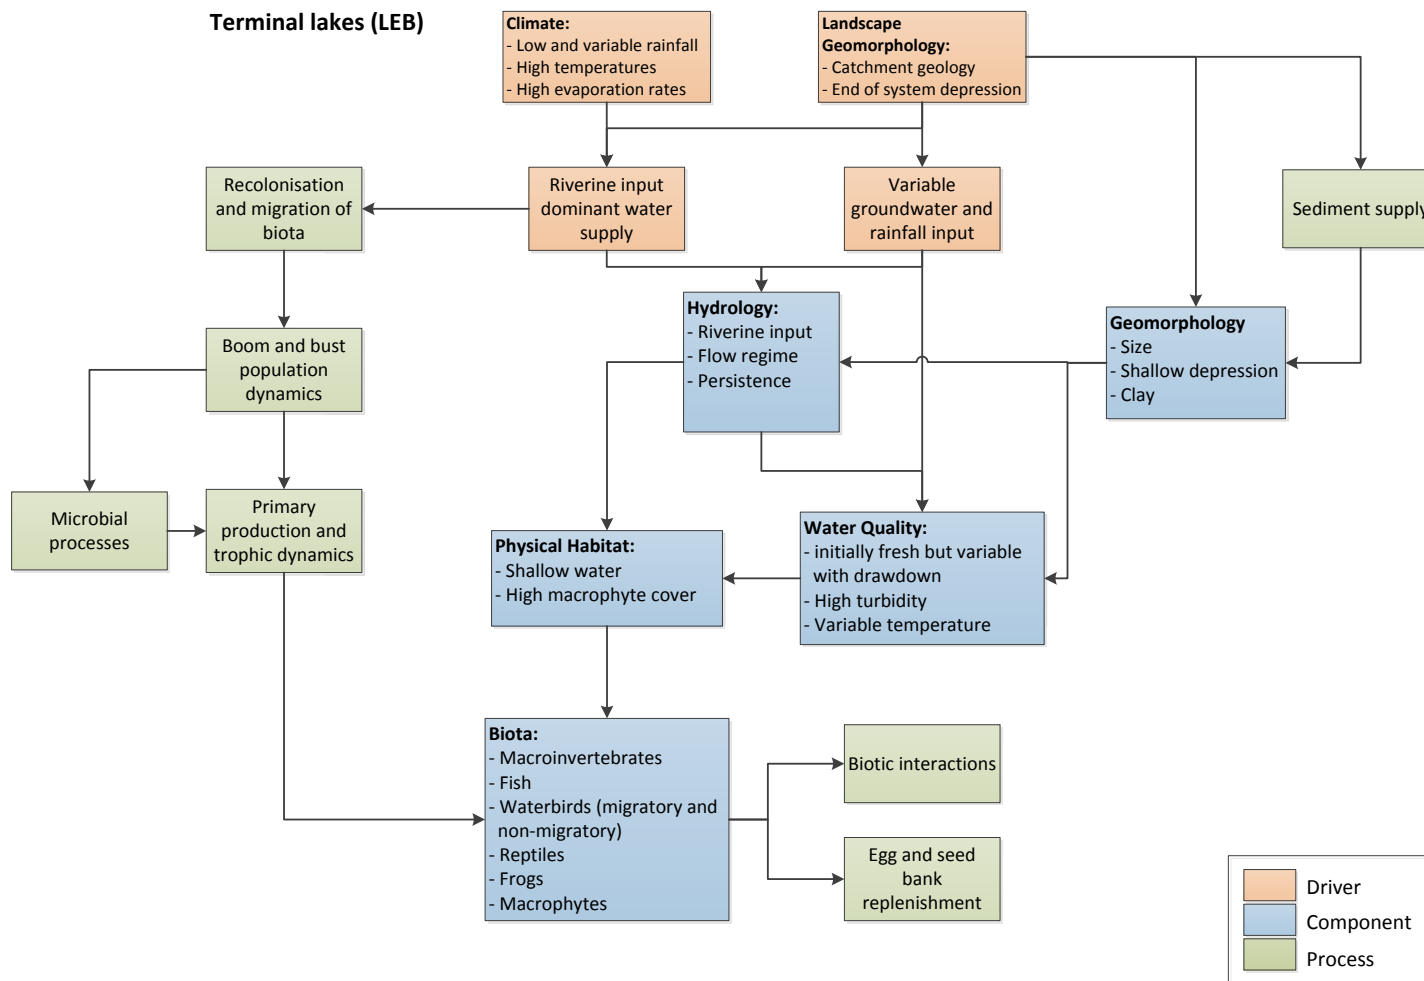 Terminal lakes (LEB)
Climate:
- Low and variable rainfall
- High temperatures
- High evaporation rates
Landscape
Geomorphology:
- Catchment geology
- End of system depression
Recolonisation
and migration of
biota
Riverine input
dominant water
supply
Variable
groundwater and
rainfall input
Sediment supply
Hydrology:
- Riverine input
- Flow regime
- Persistence
Geomorphology
- Size
- Shallow depression
- Clay
Boom and bust
population
dynamics
Microbial
processes
Primary
production and
trophic dynamics
Physical Habitat:
- Shallow water
- High macrophyte cover
Water Quality:
- initially fresh but variable
with drawdown
- High turbidity
- Variable temperature
Biota:
- Macroinvertebrates
- Fish
- Waterbirds (migratory and
non-migratory)
- Reptiles
- Frogs
- Macrophytes
Biotic interactions
Egg and seed
bank
replenishment
Driver
Component
Process